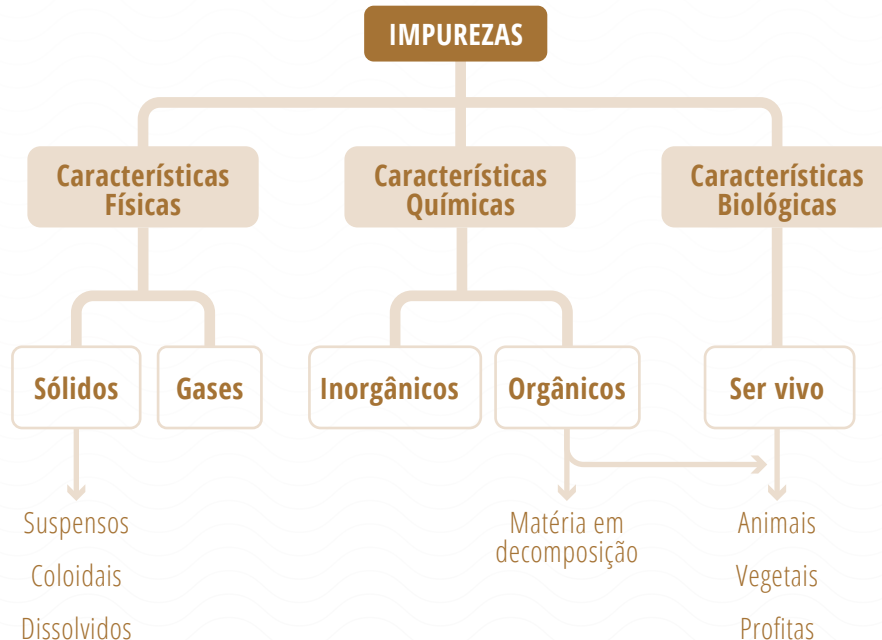 IMPUREZAS
Características
Físicas
Características
Químicas
Características
Biológicas
Sólidos
Gases
Inorgânicos
Orgânicos
Ser vivo
Suspensos
Coloidais
Dissolvidos
Matéria em
decomposição
Animais
Vegetais
Profitas